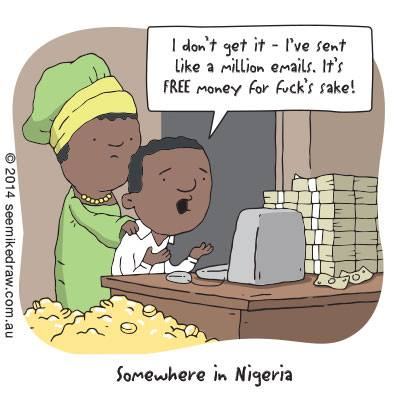 I don't get it - I've sent
like a million emails. It's
FREE money for fuck's sake!
© 2014 seemikedraw.com.au
Somewhere in Nigeria